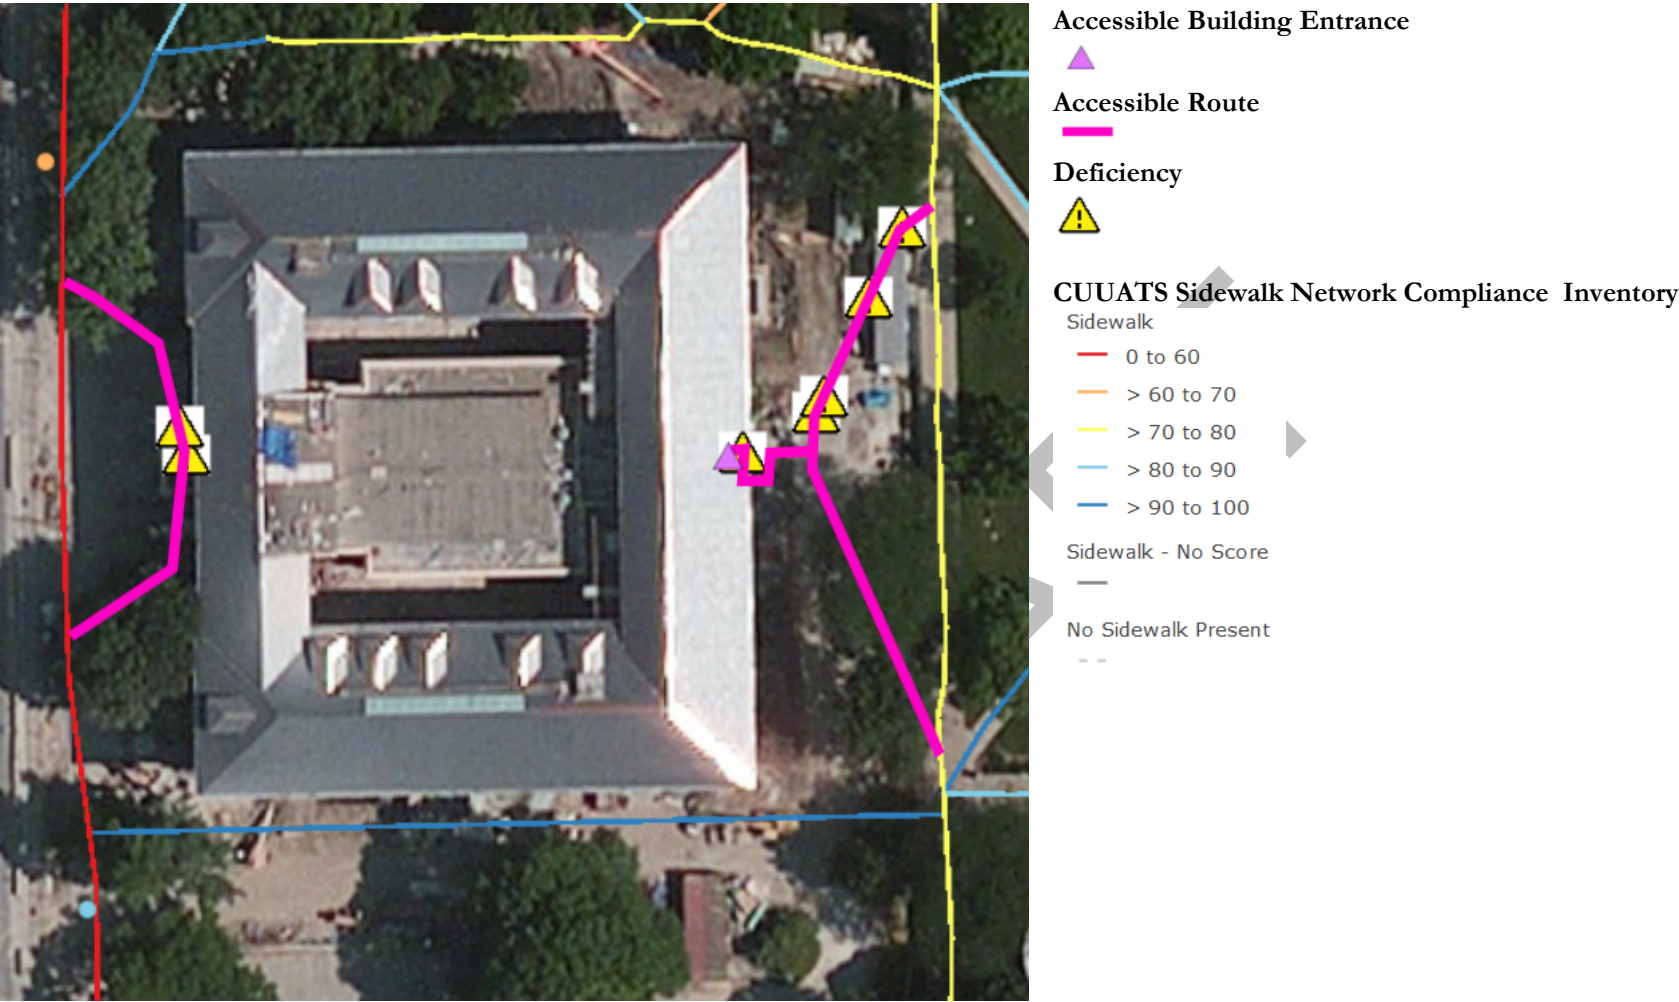 Accessible Building Entrance
Accessible Route
Deficiency
CUUATS Sidewalk Network Compliance Inventory
Sidewalk
0 to 60
> 60 to 70
> 70 to 80
> 80 to 90
> 90 to 100
Sidewalk - No Score
No Sidewalk Present